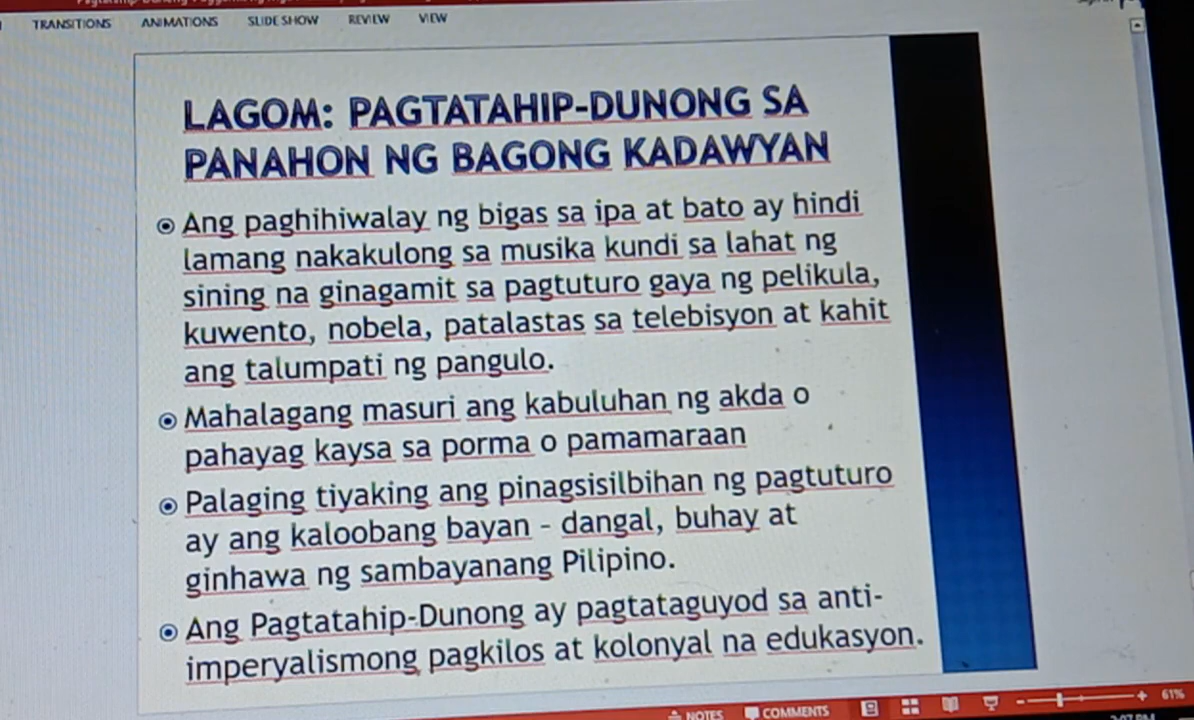 TRANSITIONS ANIMATIONS SLIDE SHOW REVIEW VIEW
LAGOM: PAGTATAHIP-DUNONG SA
PANAHON NG BAGONG KADAWYAN
Ang paghihiwalay ng bigas sa ipa at bato ay hindi
lamang nakakulong sa musika kundi sa lahat ng
sining na ginagamit sa pagtuturo gaya ng pelikula,
kuwento, nobela, patalastas sa telebisyon at kahit
ang talumpati ng pangulo.
Mahalagang masuri ang kabuluhan ng akda o
pahayag kaysa sa porma o pamamaraan
Palaging tiyaking ang pinagsisilbihan ng pagtuturo
ay ang kaloobang bayan - dangal, buhay at
ginhawa ng sambayanang Pilipino.
Ang Pagtatahip-Dunong ay pagtataguyod sa anti-
imperyalismong pagkilos at kolonyal na edukasyon.
NOTES COMMENTS 61%